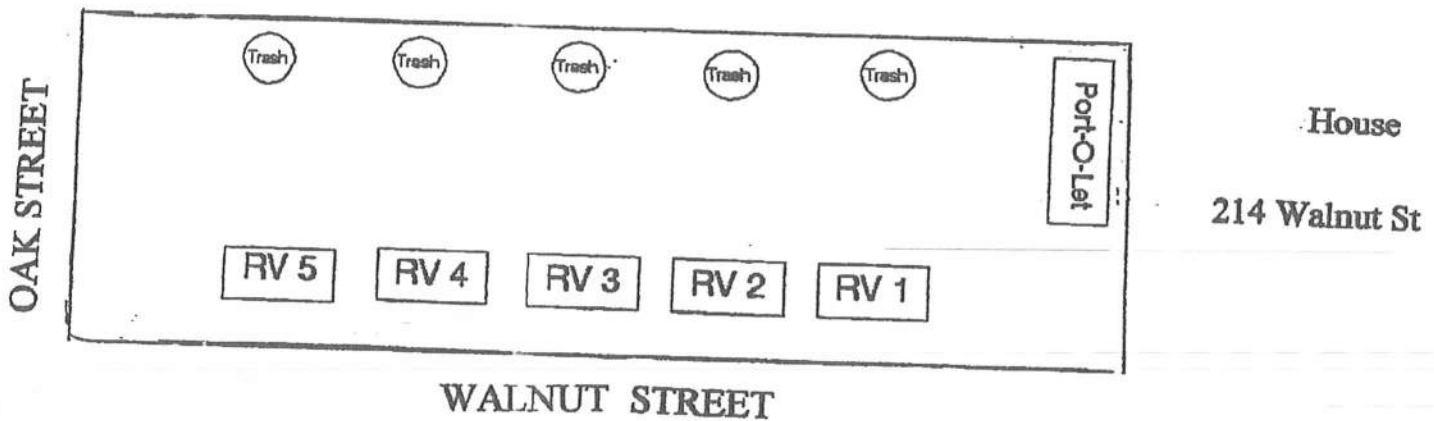 Trash Trash Trash Trash Trash
Port-O-Let
House
214 Walnut St
OAK STREET
RV 5 RV 4 RV 3 RV 2 RV 1
WALNUT STREET